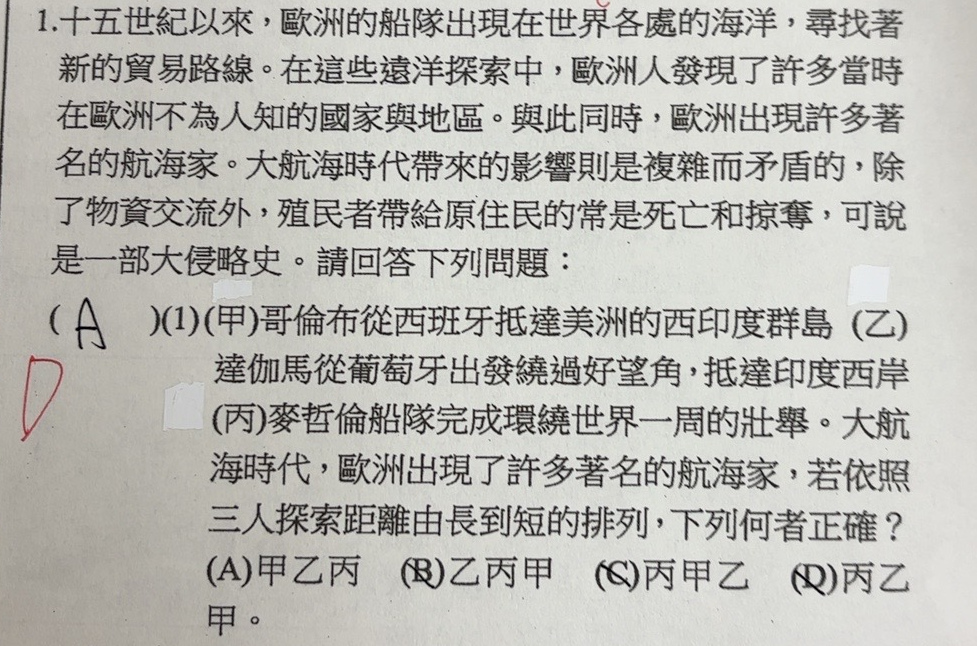 1.十五世紀以來，歐洲的船隊出現在世界各處的海洋，尋找著
新的貿易路線。在這些遠洋探索中，歐洲人發現了許多當時
在歐洲不為人知的國家與地區。與此同時，歐洲出現許多著
名的航海家。大航海時代帶來的影響則是複雜而矛盾的，除
了物資交流外，殖民者帶給原住民的常是死亡和掠奪，可說
是一部大侵略史。請回答下列問題：
( A )(1)(甲)哥倫布從西班牙抵達美洲的西印度群島 (乙)
達伽馬從葡萄牙出發繞過好望角，抵達印度西岸
D
(丙)麥哲倫船隊完成環繞世界一周的壯舉。大航
海時代，歐洲出現了許多著名的航海家，若依照
三人探索距離由長到短的排列，下列何者正確？
(A)甲乙丙 (B)乙丙甲 (C)丙甲乙 (D)丙乙
甲。